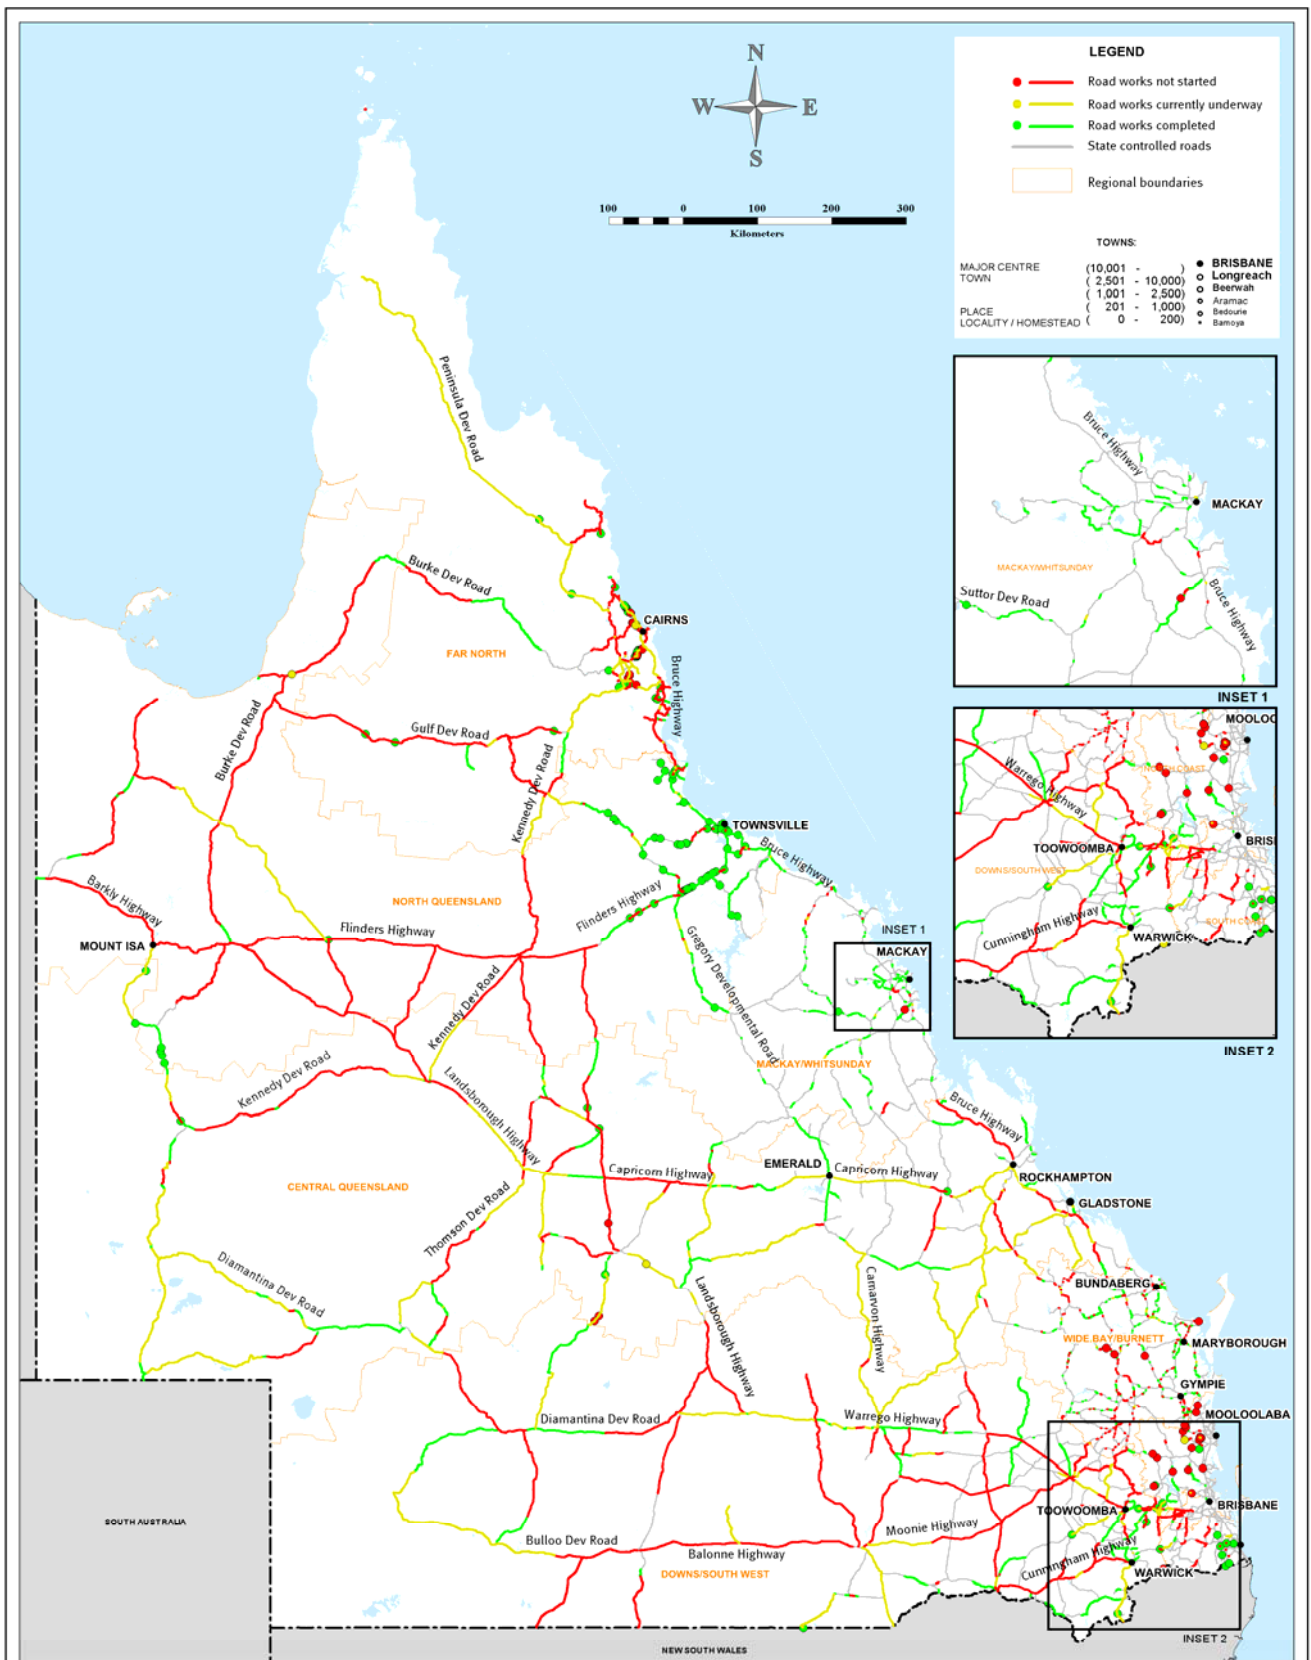 N
W E
S
100 0 100 200 300
Kilometers
LEGEND
Road works not started
Road works currently underway
Road works completed
State controlled roads
Regional boundaries
TOWNS:
MAJOR CENTRE (10,001 - ) BRISBANE
TOWN ( 2,501 - 10,000) Longreach
( 1,001 - 2,500) Beerwah
( 201 - 1,000) Aramac
PLACE Bedourie
LOCALITY / HOMESTEAD ( 0 - 200) Bamoya
Bruce Highway
MACKAY
MACKAY/WHITSUNDAY
Suttor Dev Road
Bruce Highway
INSET 1
MOOLOO
Warrego Highway
NORTH COAST
TOOWOOMBA
BRISI
DOWNS/SOUTH WEST
Cunningham Highway
SOUTH COAST
WARWICK
INSET 2
Peninsula Dev Road
Burke Dev Road
CAIRNS
FAR NORTH
Bruce Highway
Burke Dev Road
Gulf Dev Road
Kennedy Dev Road
TOWNSVILLE
Bruce Highway
Barkly Highway
NORTH QUEENSLAND
Flinders Highway
Flinders Highway
MOUNT ISA
Gregory Developmental Road
INSET 1
MACKAY
Kennedy Dev Road
MACKAY/WHITSUNDAY
Kennedy Dev Road
Landsborough Highway
Bruce Highway
EMERALD
Capricorn Highway
Capricorn Highway
ROCKHAMPTON
CENTRAL QUEENSLAND
GLADSTONE
Thomson Dev Road
Diamantina Dev Road
BUNDABERG
Landsborough Highway
Carnarvon Highway
WIDE BAY/BURNETT
MARYBOROUGH
GYMPIE
MOOLOOLABA
Diamantina Dev Road
Warrego Highway
TOOWOOMBA
BRISBANE
SOUTH AUSTRALIA
Moonie Highway
Bulloo Dev Road
Balonne Highway
Cunningham Highway
DOWNS/SOUTH WEST
WARWICK
INSET 2
NEW SOUTH WALES